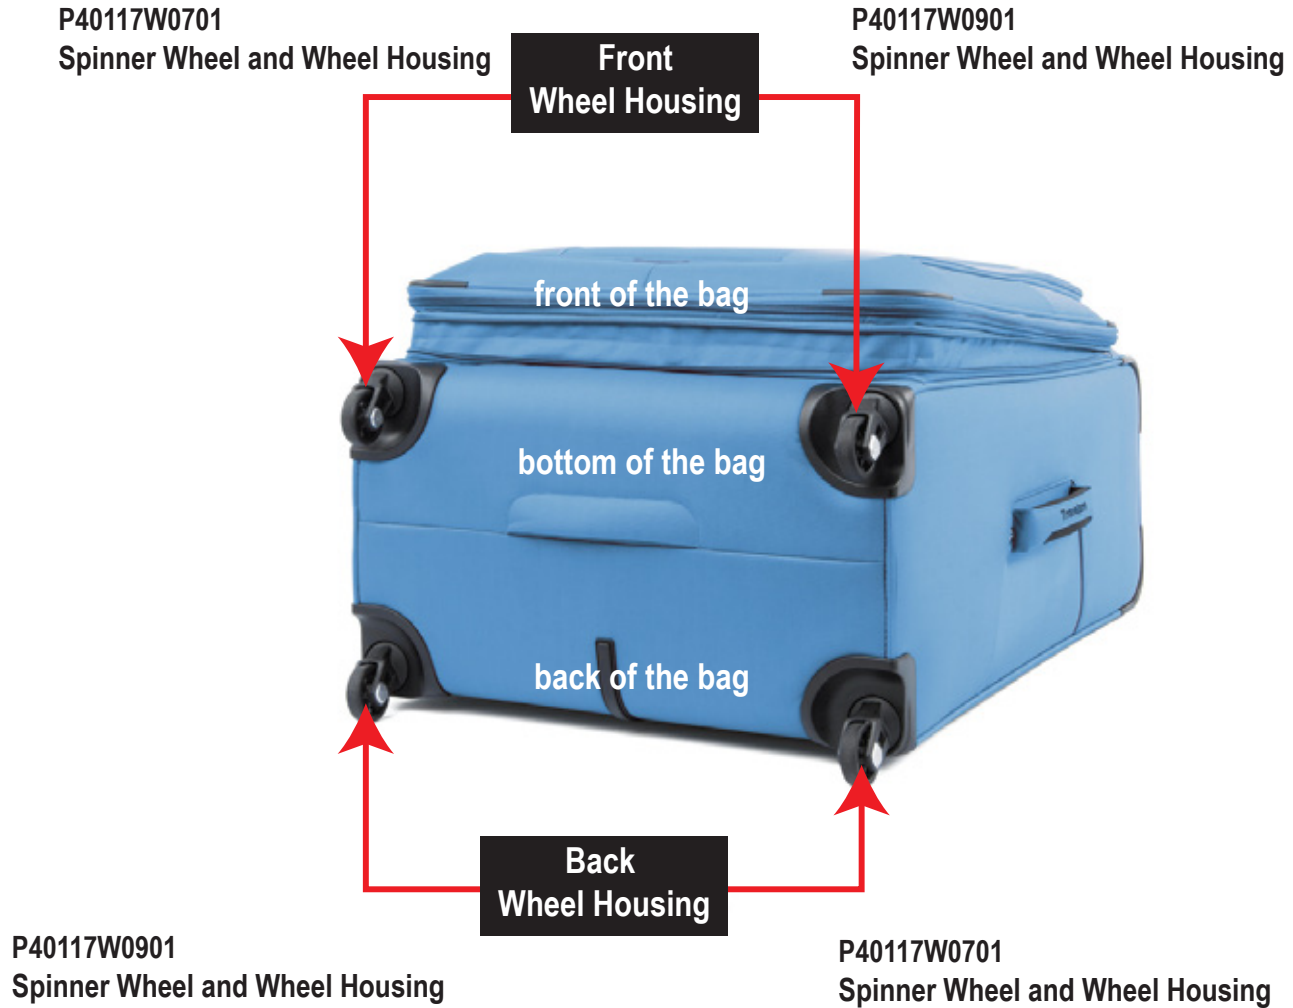 P40117W0701
Spinner Wheel and Wheel Housing
Front
Wheel Housing
P40117W0901
Spinner Wheel and Wheel Housing
front of the bag
bottom of the bag
Travelpro
back of the bag
Back
Wheel Housing
P40117W0901
Spinner Wheel and Wheel Housing
P40117W0701
Spinner Wheel and Wheel Housing